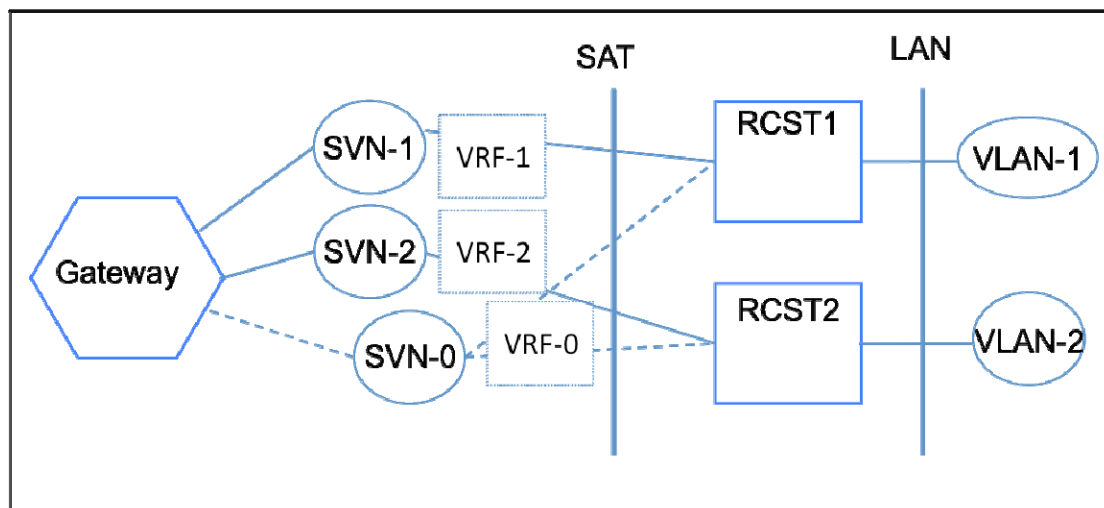 SAT
LAN
RCST1
SVN-1
VRF-1
VLAN-1
SVN-2
VRF-2
Gateway
RCST2
SVN-0
VRF-0
VLAN-2